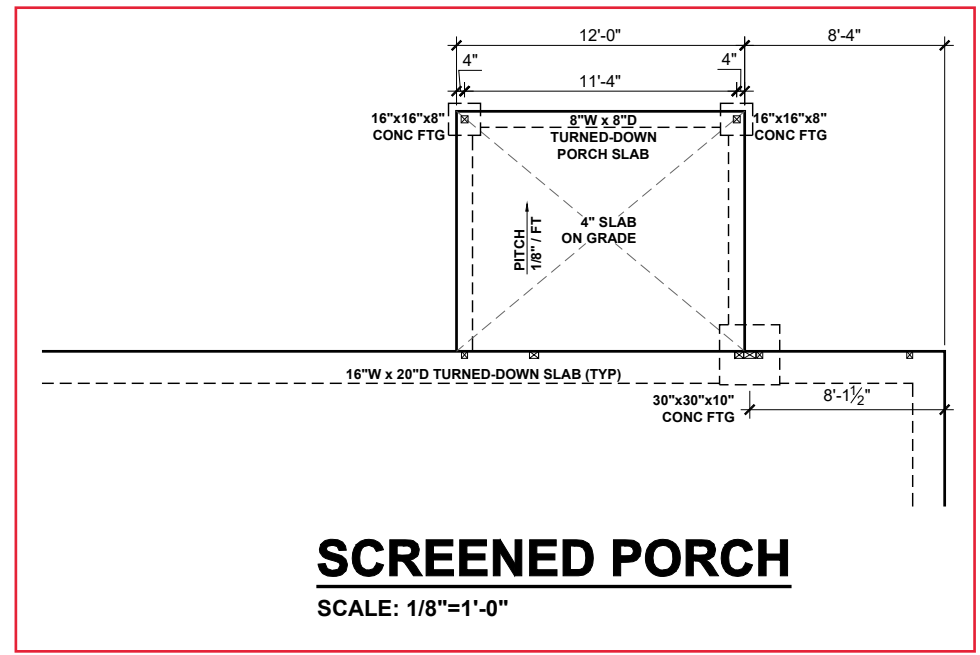 12'-0"
8'-4"
4"
4"
11'-4"
16"x16"x8"
CONC FTG
8"W x 8"D
TURNED-DOWN
PORCH SLAB
16"x16"x8"
CONC FTG
PITCH
1/8" / FT
4" SLAB
ON GRADE
16"W x 20"D TURNED-DOWN SLAB (TYP)
30"x30"x10"
CONC FTG
8'-1½"
SCREENED PORCH
SCALE: 1/8"=1'-0"